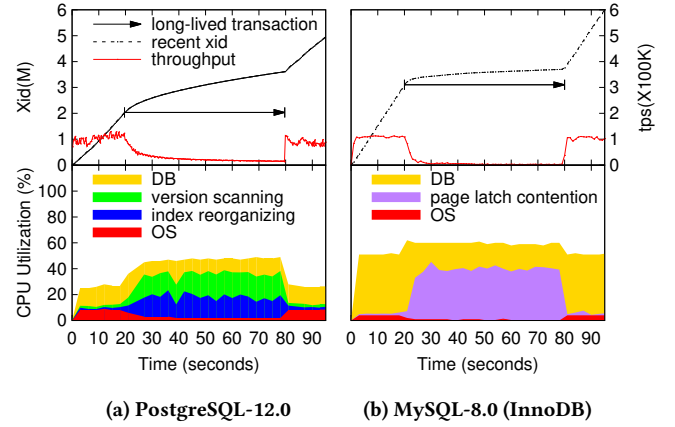 long-lived transaction
recent xid
throughput
Xid(M)
6
5
4
3
2
1
0
tps(X100K)
6
5
4
3
2
1
0
DB
version scanning
index reorganizing
OS
DB
page latch contention
OS
CPU Utilization (%)
100
80
60
40
20
0
0 10 20 30 40 50 60 70 80 90
0 10 20 30 40 50 60 70 80 90
Time (seconds)
Time (seconds)
(a) PostgreSQL-12.0
(b) MySQL-8.0 (InnoDB)